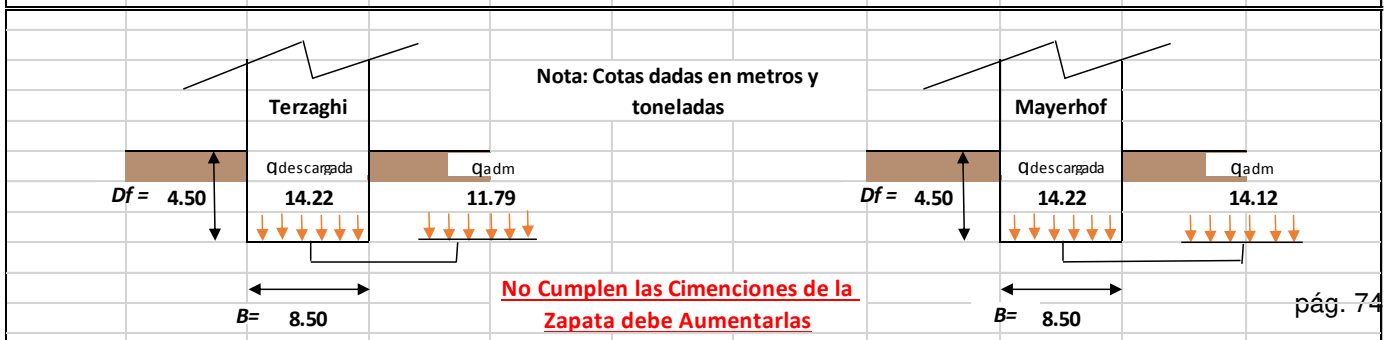 Nota: Cotas dadas en metros y
toneladas
Terzaghi
Mayerhof
qdescargada
qadm
qdescargada
qadm
Df = 4.50
14.22
11.79
Df = 4.50
14.22
14.12
No Cumplen las Cimenciones de la
Zapata debe Aumentarlas
B= 8.50
B= 8.50
pág. 74